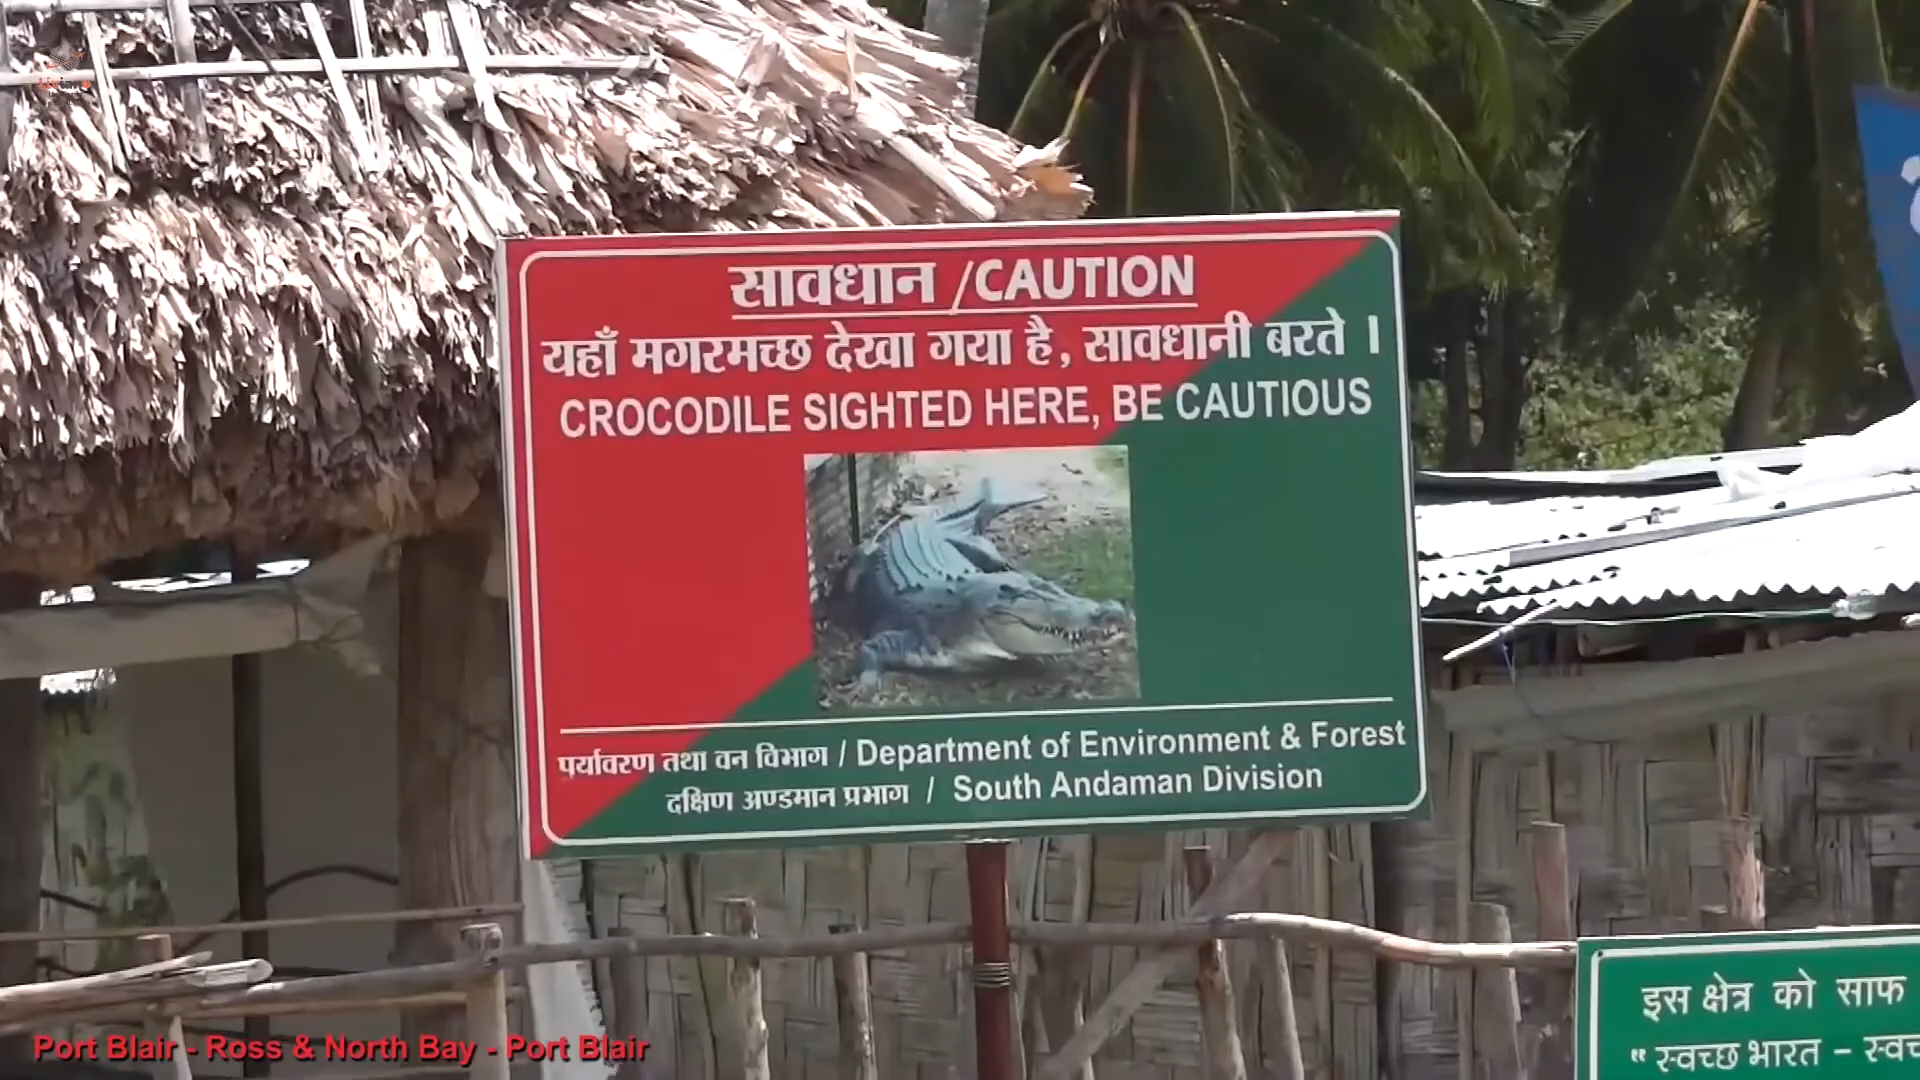 सावधान /CAUTION
यहाँ मगरमच्छ देखा गया है, सावधानी बरते ।
CROCODILE SIGHTED HERE, BE CAUTIOUS
पर्यावरण तथा वन विभाग / Department of Environment & Forest
दक्षिण अण्डमान प्रभाग / South Andaman Division
इस क्षेत्र को साफ
“स्वच्छ भारत -
Port Blair - Ross & North Bay - Port Blair